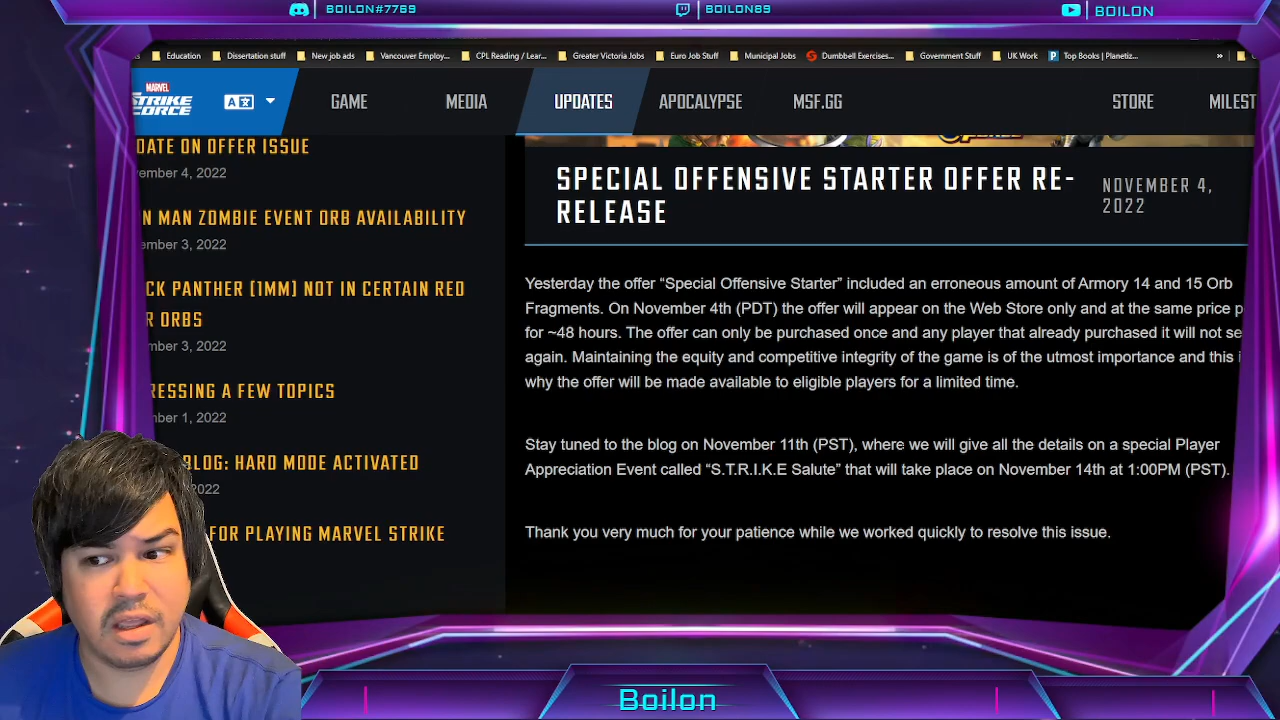 BOILON#7769
BOILON89
BOILON
Education
Dissertation stuff
New job ads
Vancouver Employ...
CPL Reading / Lear...
Greater Victoria Jobs
Euro Job Stuff
Municipal Jobs
Dumbbell Exercises...
Government Stuff
UK Work
Top Books | Planetiz...
»
MARVEL
STRIKE
FORCE
GAME
MEDIA
UPDATES
APOCALYPSE
MSF.GG
STORE
MILEST
DATE ON OFFER ISSUE
ember 4, 2022
N MAN ZOMBIE EVENT ORB AVAILABILITY
ember 3, 2022
CK PANTHER (1MM) NOT IN CERTAIN RED
R ORBS
mber 3, 2022
RESSING A FEW TOPICS
mber 1, 2022
BLOG: HARD MODE ACTIVATED
2022
FOR PLAYING MARVEL STRIKE
SPECIAL OFFENSIVE STARTER OFFER RE-
RELEASE
NOVEMBER 4,
2022
Yesterday the offer “Special Offensive Starter” included an erroneous amount of Armory 14 and 15 Orb
Fragments. On November 4th (PDT) the offer will appear on the Web Store only and at the same price p
for ~48 hours. The offer can only be purchased once and any player that already purchased it will not se
again. Maintaining the equity and competitive integrity of the game is of the utmost importance and this i
why the offer will be made available to eligible players for a limited time.
Stay tuned to the blog on November 11th (PST), where we will give all the details on a special Player
Appreciation Event called “S.T.R.I.K.E Salute” that will take place on November 14th at 1:00PM (PST).
Thank you very much for your patience while we worked quickly to resolve this issue.
Boilon